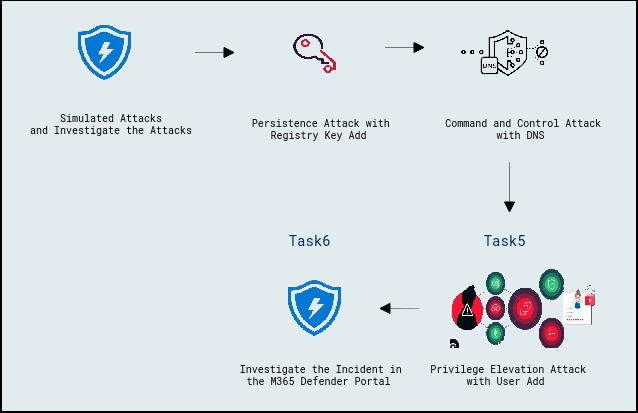 Simulated Attacks
and Investigate the Attacks
Persistence Attack with
Registry Key Add
DNS
Command and Control Attack
with DNS
Task6
Task5
Investigate the Incident in
the M365 Defender Portal
Privilege Elevation Attack
with User Add